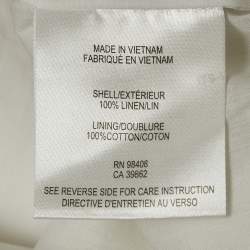 MADE IN VIETNAM
FABRIQUÉ EN VIETNAM
SHELL/EXTÉRIEUR
100% LINEN/LIN
LINING/DOUBLURE
100%COTTON/COTON
RN 98406
CA 39862
SEE REVERSE SIDE FOR CARE INSTRUCTION
DIRECTIVE D'ENTRETIEN AU VERSO